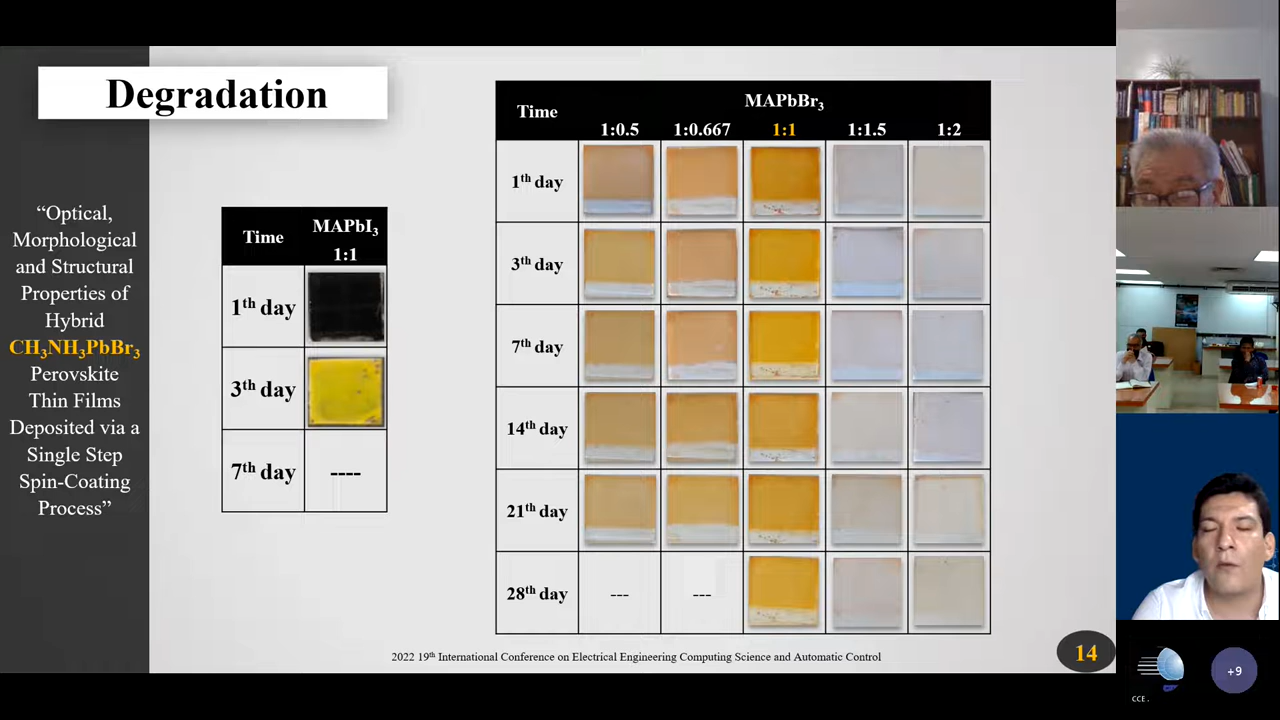 Degradation
“Optical,
Morphological
and Structural
Properties of
Hybrid
CH₃NH₃PbBr₃
Perovskite
Thin Films
Deposited via a
Single Step
Spin-Coating
Process”
Time MAPbI₃
1:1
1ᵗʰ day
3ᵗʰ day
7ᵗʰ day ----
Time MAPbBr₃
1:0.5 1:0.667 1:1 1:1.5 1:2
1ᵗʰ day
3ᵗʰ day
7ᵗʰ day
14ᵗʰ day
21ᵗʰ day
28ᵗʰ day --- ---
2022 19ᵗʰ International Conference on Electrical Engineering Computing Science and Automatic Control
14
CCE.
+9